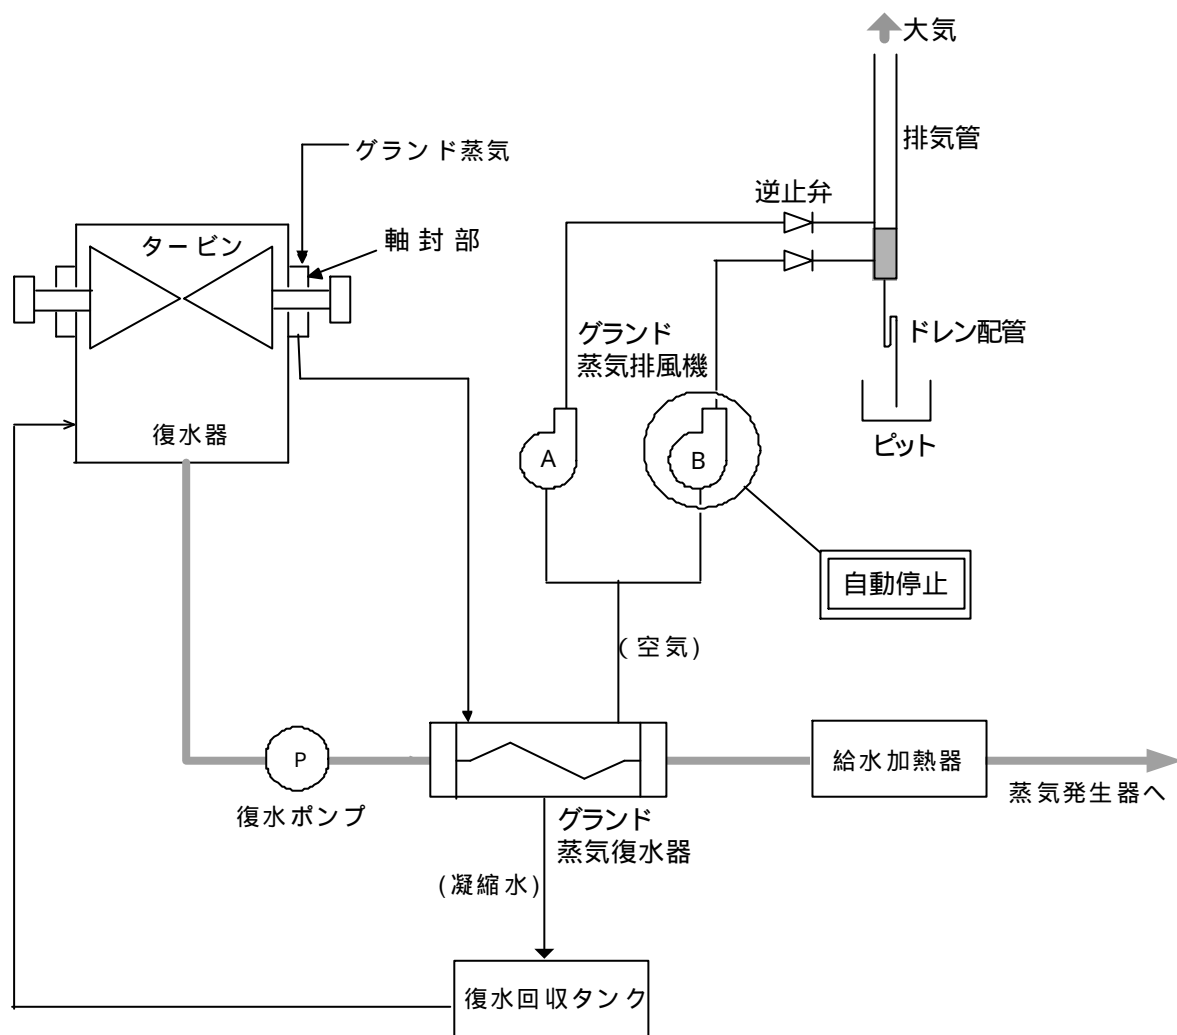 大気
排気管
グランド蒸気
逆止弁
軸封部
タービン
グランド
蒸気排風機
ドレン配管
復水器
A
B
ピット
自動停止
(空気)
P
給水加熱器
復水ポンプ
蒸気発生器へ
グランド
蒸気復水器
(凝縮水)
復水回収タンク